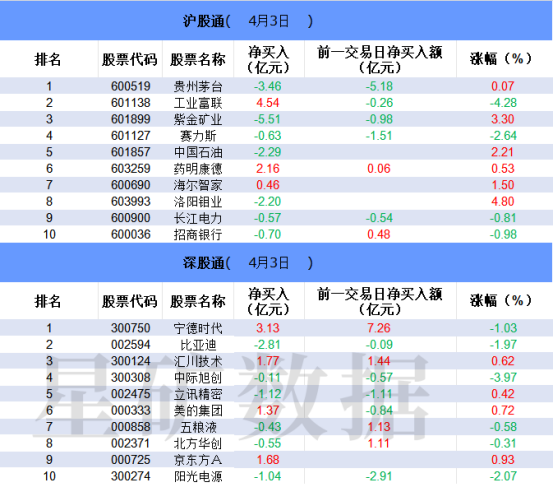 沪股通( 4月3日 )
排名 股票代码 股票名称 净买入（亿元） 前一交易日净买入额（亿元） 涨幅（%）
1 600519 贵州茅台 -3.46 -5.18 0.07
2 601138 工业富联 4.54 -0.26 -4.28
3 601899 紫金矿业 -5.51 -0.98 3.30
4 601127 赛力斯 -0.63 -1.51 -2.64
5 601857 中国石油 -2.29 2.21
6 603259 药明康德 2.16 0.06 0.53
7 600690 海尔智家 0.46 1.50
8 603993 洛阳钼业 -2.20 4.80
9 600900 长江电力 -0.57 -0.54 -0.81
10 600036 招商银行 -0.70 0.48 -0.98
深股通( 4月3日 )
排名 股票代码 股票名称 净买入（亿元） 前一交易日净买入额（亿元） 涨幅（%）
1 300750 宁德时代 3.13 7.26 -1.03
2 002594 比亚迪 -2.81 -0.09 -1.97
3 300124 汇川技术 1.77 1.44 0.62
4 300308 中际旭创 -0.11 -0.57 -3.97
5 002475 立讯精密 -1.12 -1.11 0.42
6 000333 美的集团 1.37 -0.84 0.72
7 000858 五粮液 -0.43 1.13 -0.58
8 002371 北方华创 -0.55 1.11 -0.31
9 000725 京东方A 1.68 0.93
10 300274 阳光电源 -1.04 -2.91 -2.07
星矿数据